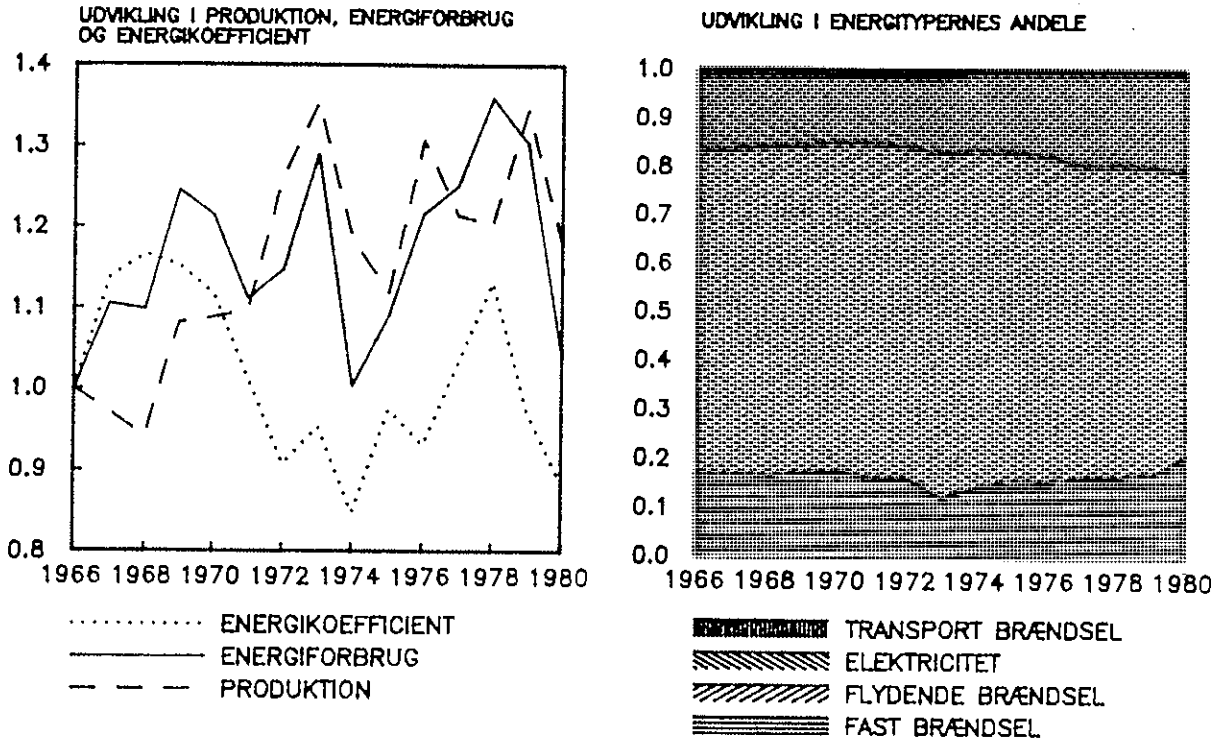 UDVIKLING I PRODUKTION, ENERGIFORBRUG
OG ENERGIKOEFFICIENT
1.4
1.3
1.2
1.1
1.0
0.9
0.8
1966 1968 1970 1972 1974 1976 1978 1980
ENERGIKOEFFICIENT
ENERGIFORBRUG
PRODUKTION
UDVIKLING I ENERGITYPERNES ANDELE
1.0
0.9
0.8
0.7
0.6
0.5
0.4
0.3
0.2
0.1
0.0
1966 1968 1970 1972 1974 1976 1978 1980
TRANSPORT BRÆNDSEL
ELEKTRICITET
FLYDENDE BRÆNDSEL
FAST BRÆNDSEL